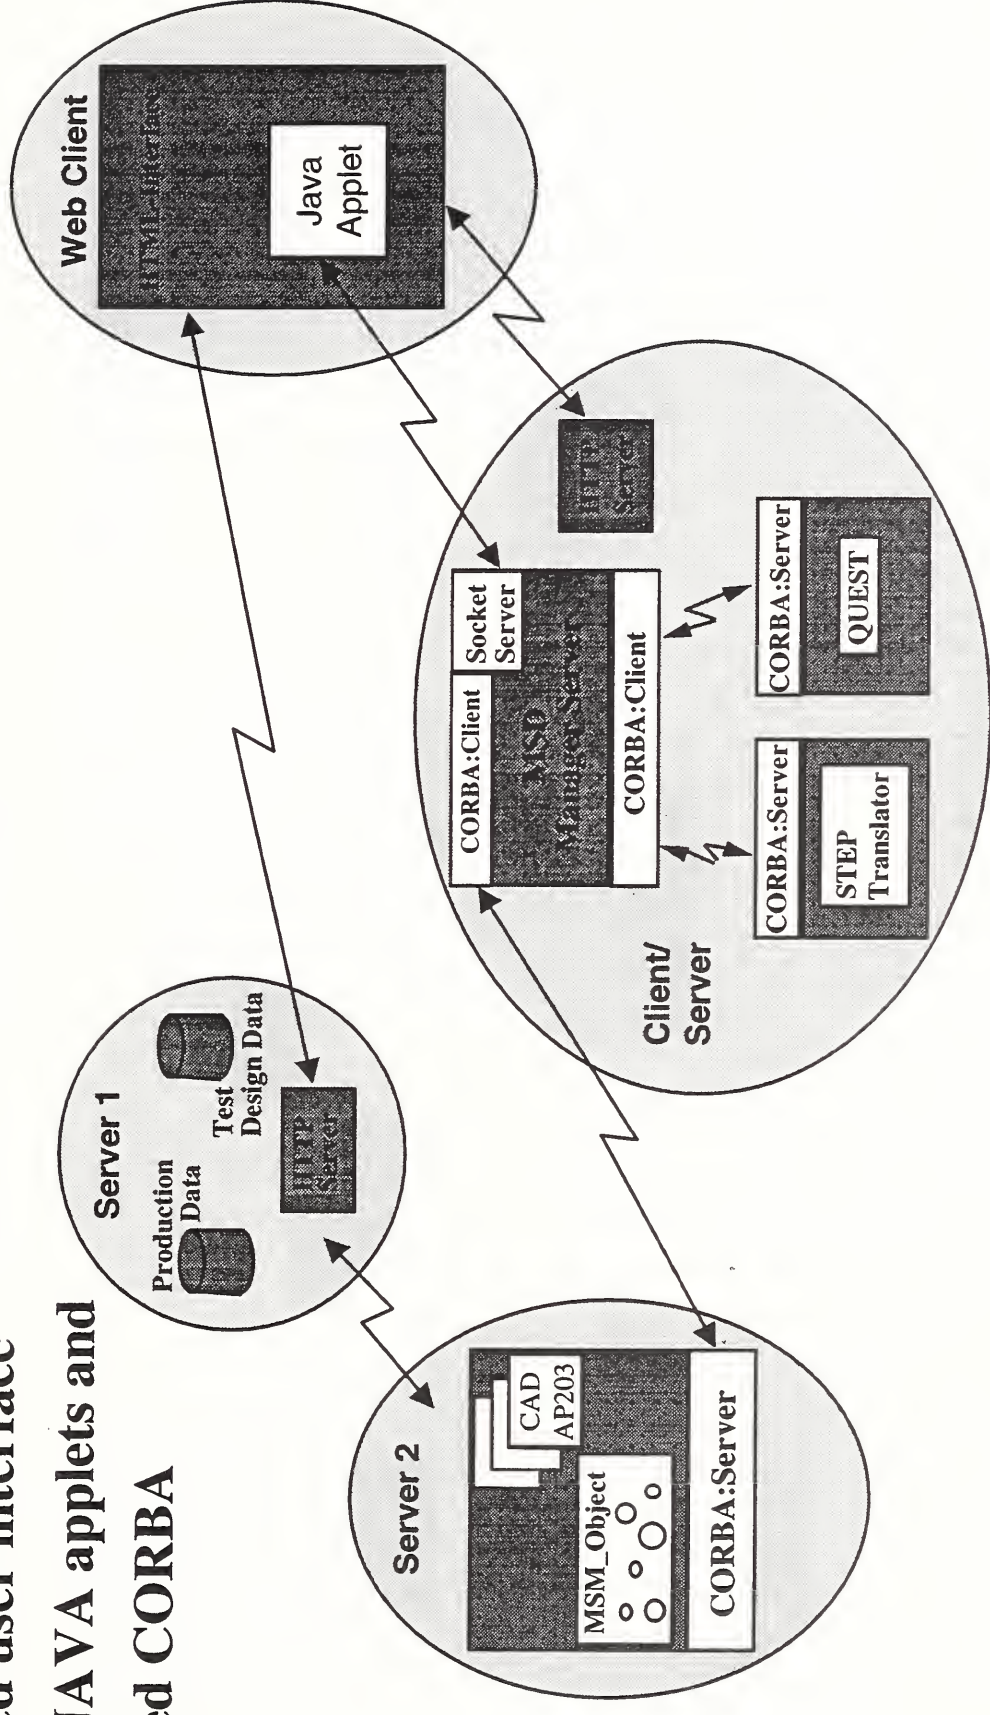 user interface
AVA applets and
ed CORBA
Server 1
Production
Data
Test
Design Data
HTTP
Server
Web Client
HTML-Interface
Java
Applet
Server 2
CAD
AP203
MSM_Object
CORBA:Server
Client/
Server
CORBA:Client
Socket
Server
MSD
Manager Server
CORBA:Client
HTTP
Server
CORBA:Server
STEP
Translator
CORBA:Server
QUEST